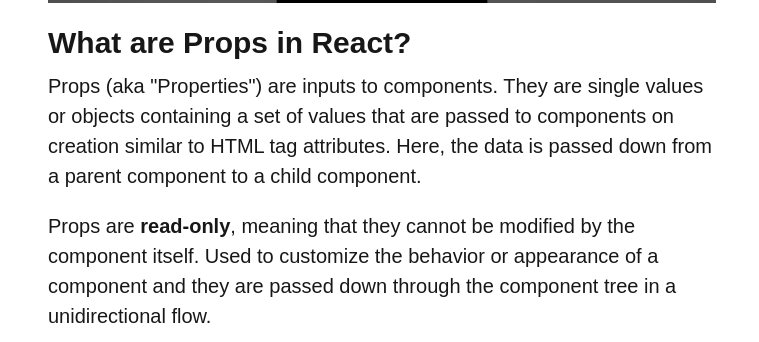 What are Props in React?
Props (aka "Properties") are inputs to components. They are single values
or objects containing a set of values that are passed to components on
creation similar to HTML tag attributes. Here, the data is passed down from
a parent component to a child component.
Props are read-only, meaning that they cannot be modified by the
component itself. Used to customize the behavior or appearance of a
component and they are passed down through the component tree in a
unidirectional flow.